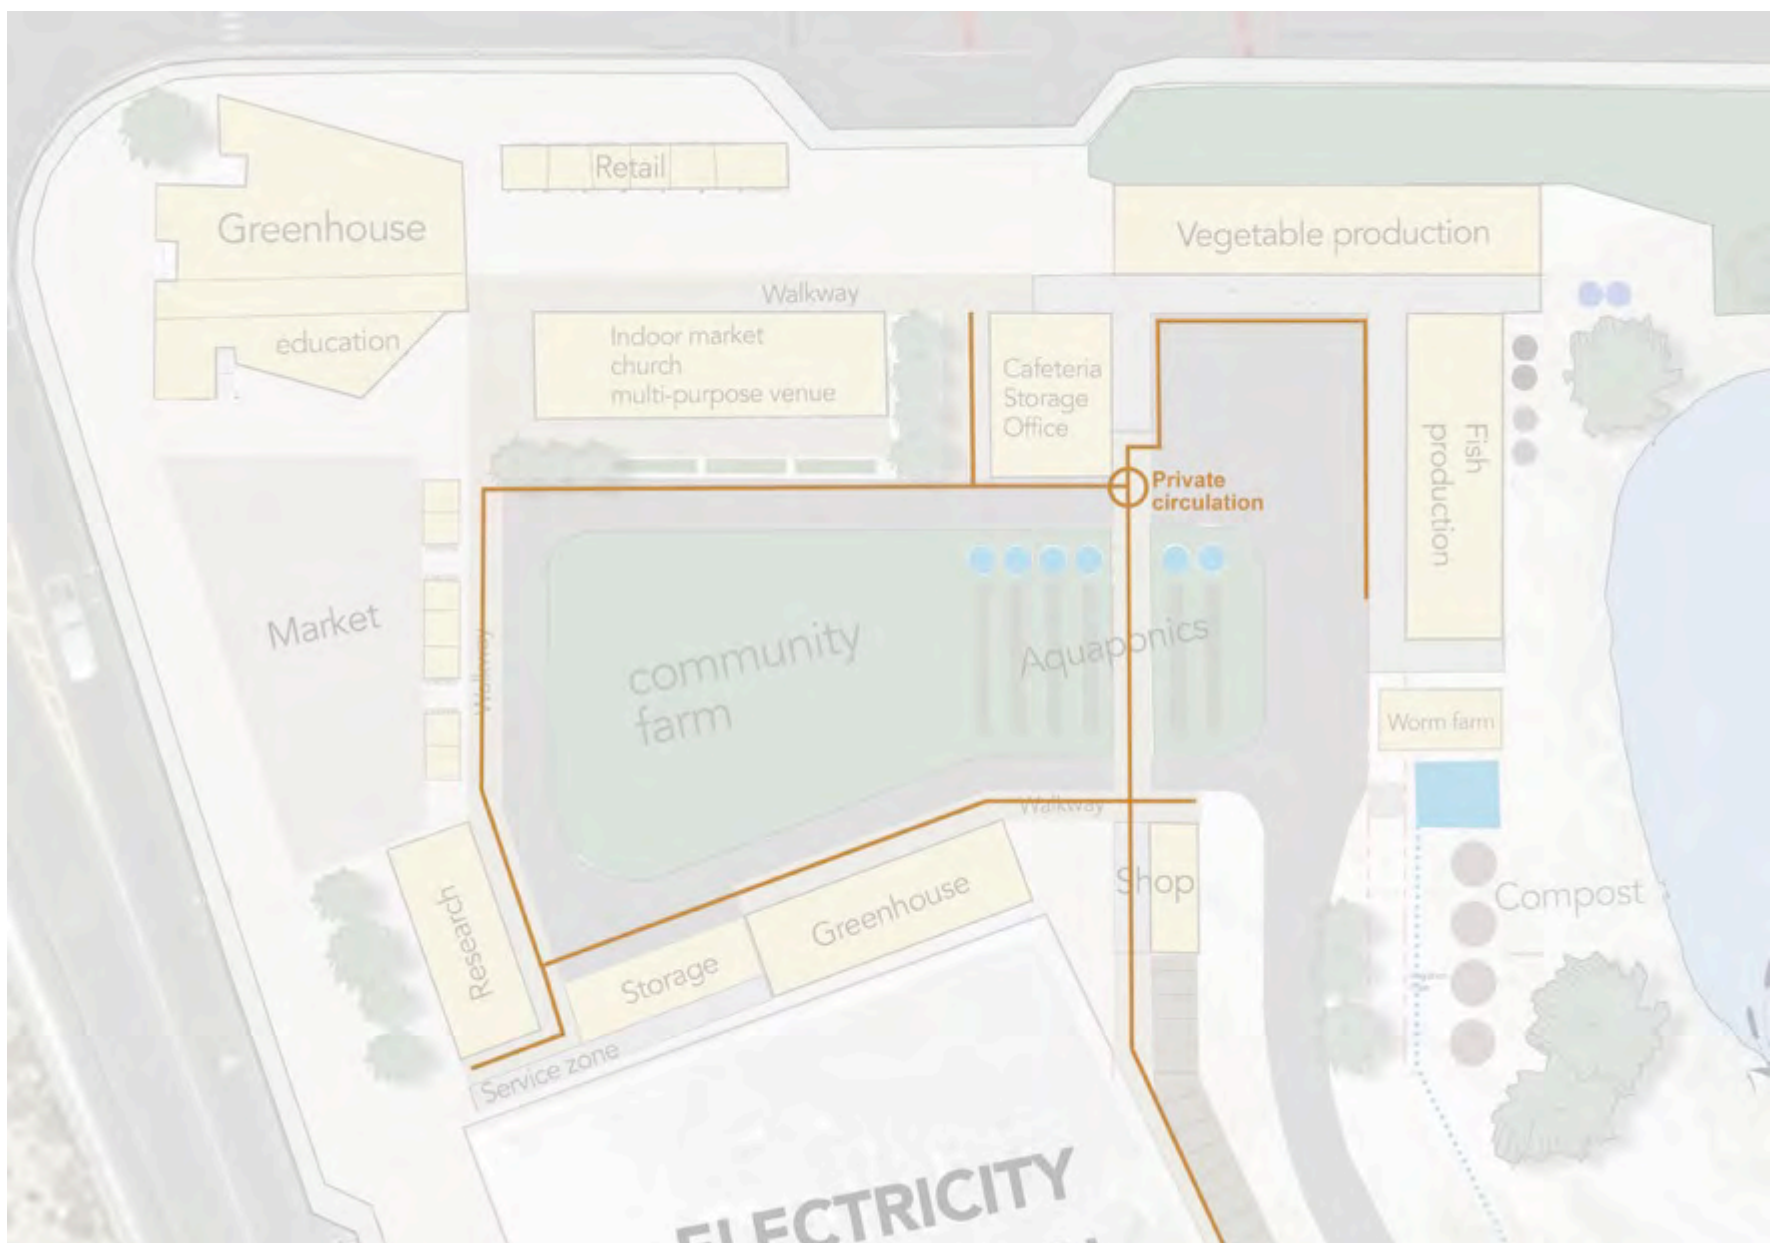 Retail
Greenhouse
Vegetable production
Walkway
education
Indoor market
church
multi-purpose venue
Cafeteria
Storage
Office
Fish
production
Private
circulation
Market
Walkway
community
farm
Aquaponics
Worm farm
Walkway
Shop
Compost
Research
Greenhouse
Storage
Service zone
ELECTRICITY